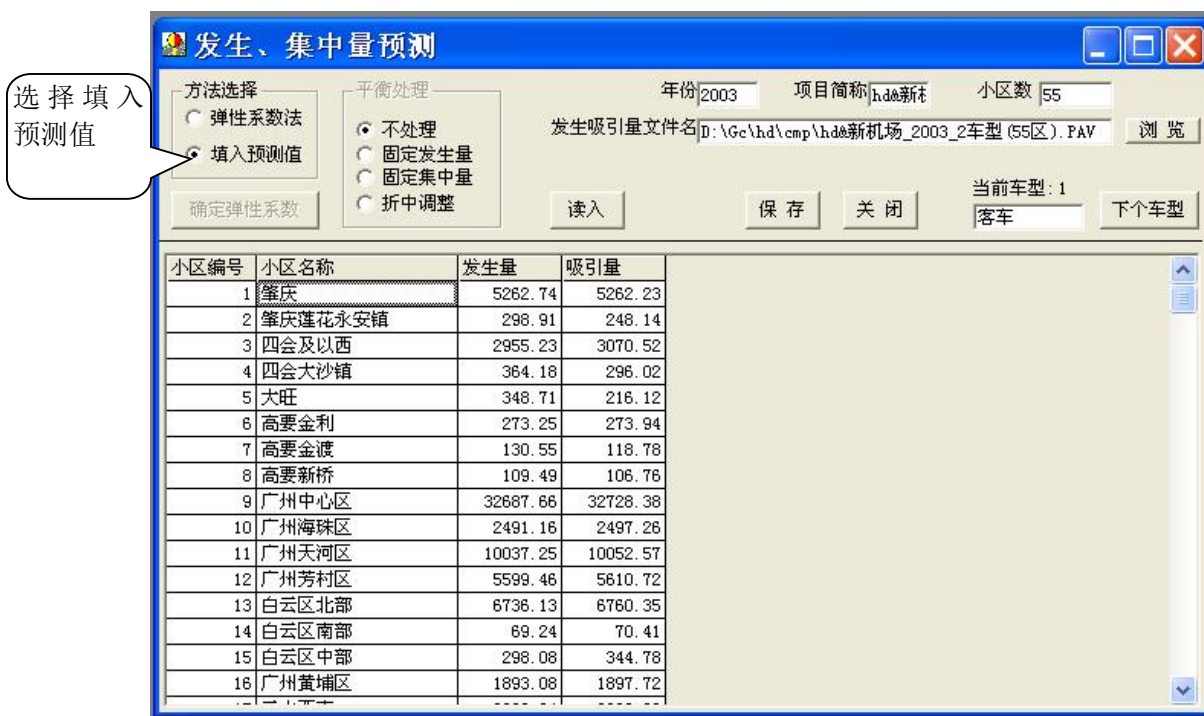 发生、集中量预测
选择填入
预测值
方法选择
弹性系数法
填入预测值
确定弹性系数
平衡处理
不处理
固定发生量
固定集中量
折中调整
年份 2003 项目简称 hd&新 小区数 55
发生吸引量文件名 D:\Gc\hd\cmp\hd&新机场_2003_2车型(55区).PAV 浏览
读入 保存 关闭 当前车型:1
客车 下个车型
小区编号 小区名称 发生量 吸引量
1 肇庆 5262.74 5262.23
2 肇庆莲花永安镇 298.91 248.14
3 四会及以西 2955.23 3070.52
4 四会大沙镇 364.18 296.02
5 大旺 348.71 216.12
6 高要金利 273.25 273.94
7 高要金渡 130.55 118.78
8 高要新桥 109.49 106.76
9 广州中心区 32687.66 32728.38
10 广州海珠区 2491.16 2497.26
11 广州天河区 10037.25 10052.57
12 广州芳村区 5599.46 5610.72
13 白云区北部 6736.13 6760.35
14 白云区南部 69.24 70.41
15 白云区中部 298.08 344.78
16 广州黄埔区 1893.08 1897.72